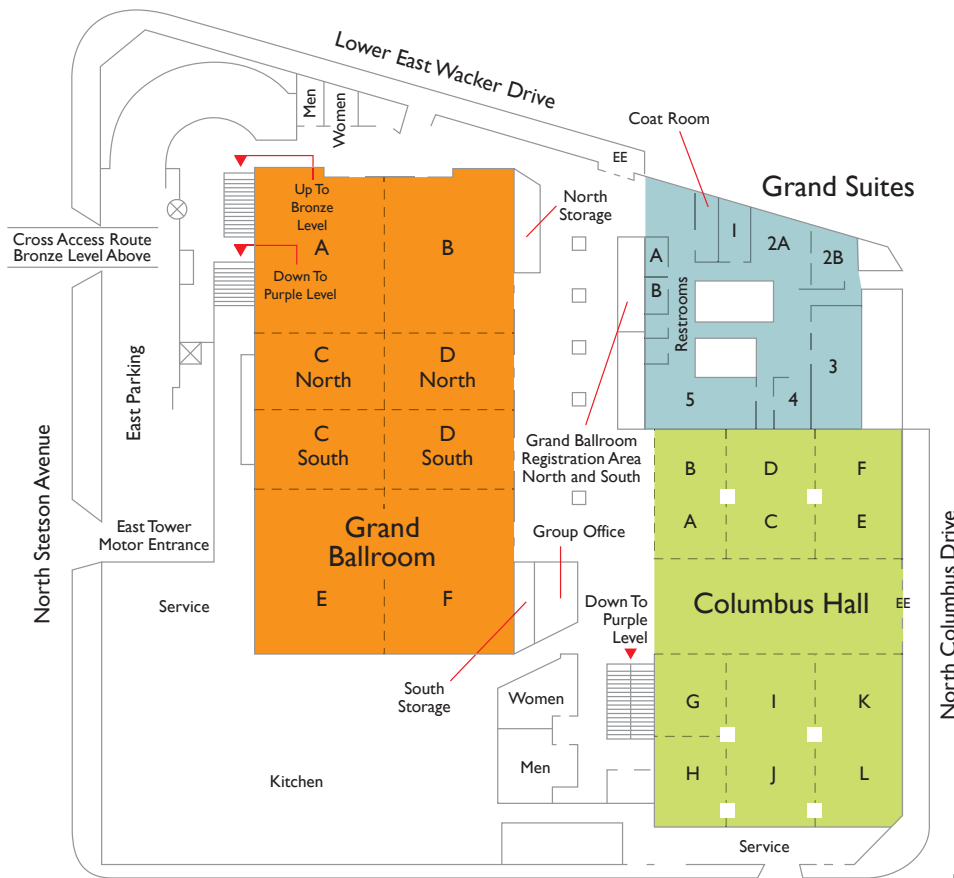 Lower East Wacker Drive
Men
Women
Coat Room
EE
Grand Suites
Up To
Bronze
Level
North
Storage
1
2A
2B
Cross Access Route
Bronze Level Above
A
B
A
B
Down To
Purple Level
Restrooms
East Parking
C
North
D
North
3
5
4
C
South
D
South
Grand Ballroom
Registration Area
North and South
B
D
F
North Stetson Avenue
East Tower
Motor Entrance
Grand
Ballroom
Group Office
A
C
E
Service
E
F
Down To
Purple
Level
Columbus Hall
EE
North Columbus Drive
South
Storage
Women
G
I
K
Kitchen
Men
H
J
L
Service